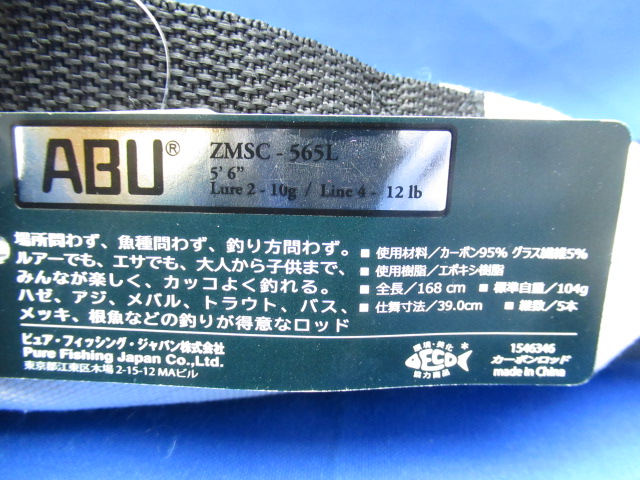 ABU®
ZMSC - 565L
5' 6"
Lure 2 - 10g / Line 4 - 12 lb
場所問わず、魚種問わず、釣り方問わず。
ルアーでも、エサでも、大人から子供まで、
みんなが楽しく、カッコよく釣れる。
ハゼ、アジ、メバル、トラウト、バス、
メッキ、根魚などの釣りが得意なロッド
■ 使用材料／カーボン95% グラス繊維5%
■ 使用樹脂／エポキシ樹脂
■ 全長／168 cm ■ 標準自重／104g
■ 仕舞寸法／39.0cm ■ 継数／5本
ピュア・フィッシング・ジャパン株式会社
Pure Fishing Japan Co.,Ltd.
東京都江東区木場 2-15-12 MAビル
環境・美化
ECO
協力商品
1546346
カーボンロッド
made in China